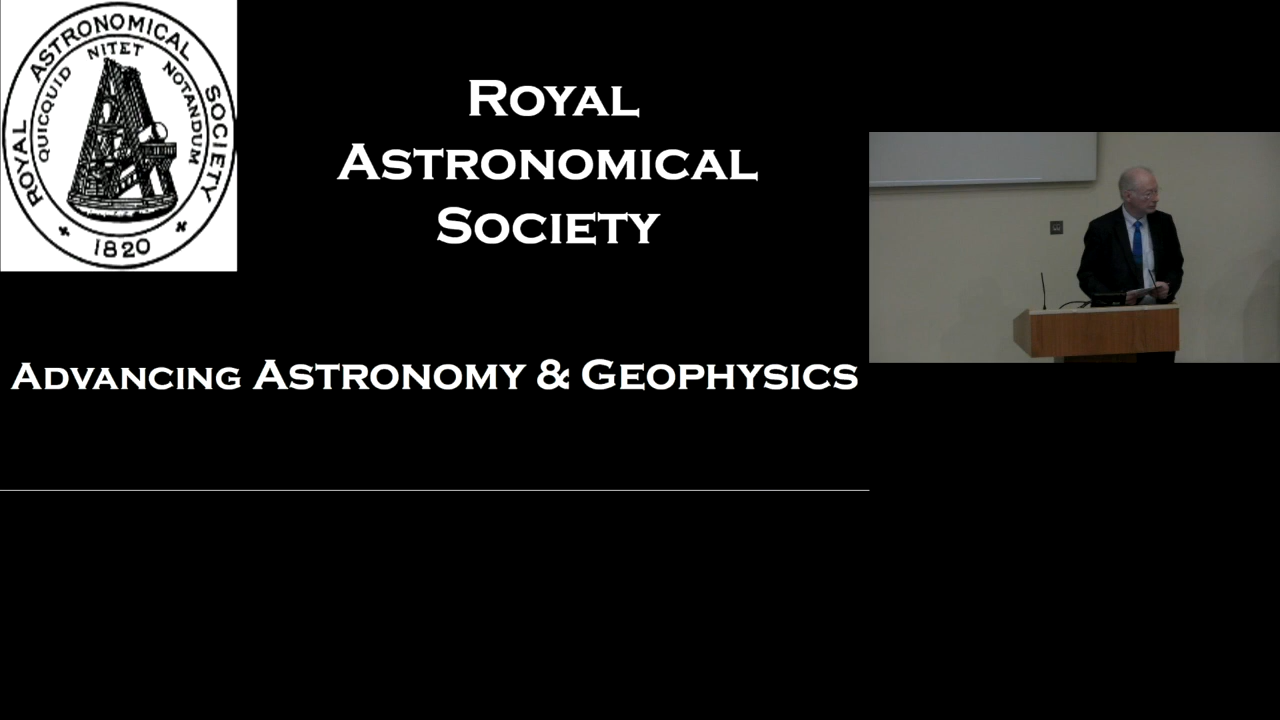 ROYAL ASTRONOMICAL SOCIETY
QUICQUID NITET NOTANDUM
1820
ROYAL
ASTRONOMICAL
SOCIETY
ADVANCING ASTRONOMY & GEOPHYSICS